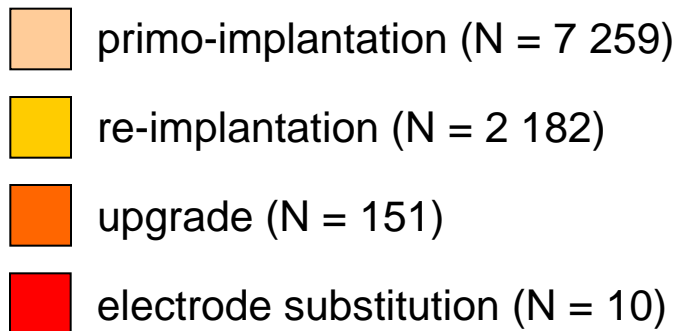 primo-implantation (N = 7 259)
re-implantation (N = 2 182)
upgrade (N = 151)
electrode substitution (N = 10)